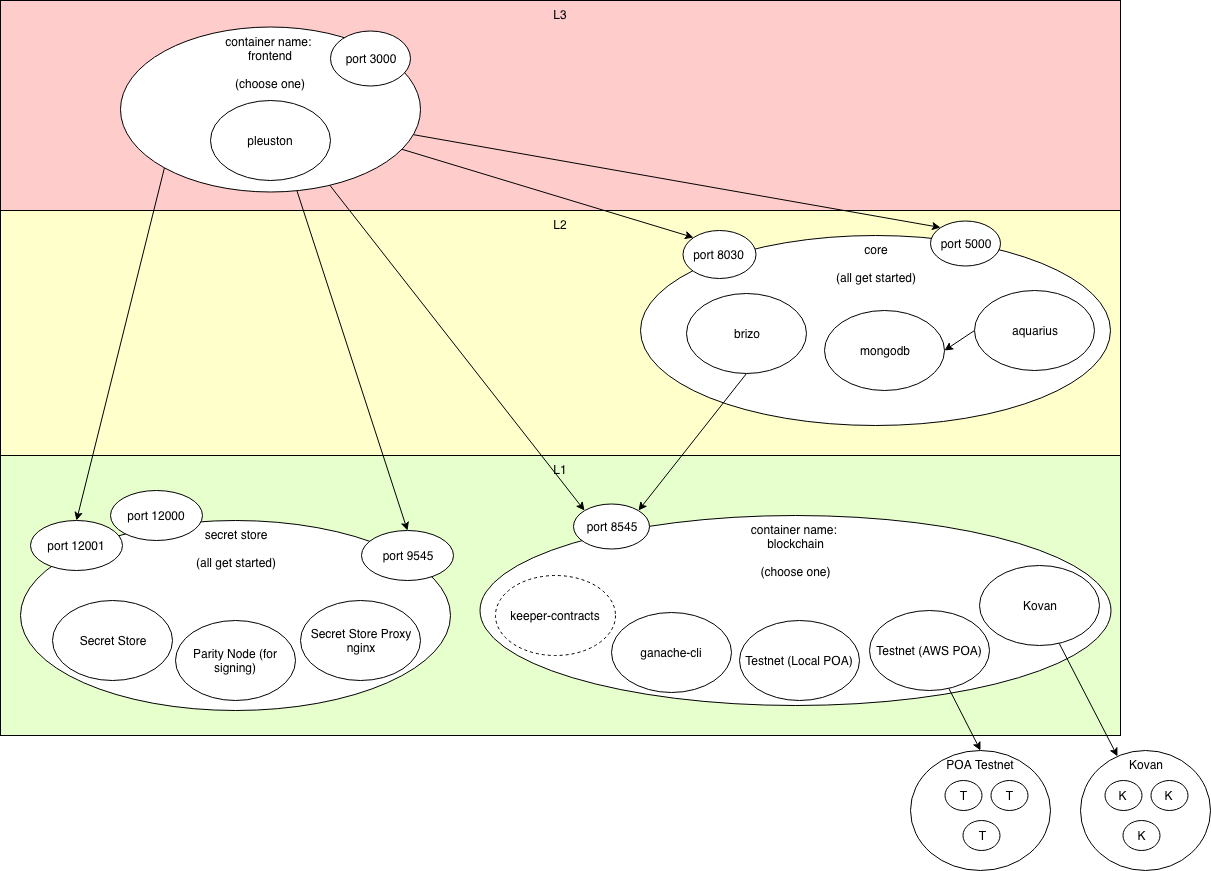 L3
container name:
frontend
(choose one)
port 3000
pleuston
L2
port 8030
core
(all get started)
port 5000
brizo
mongodb
aquarius
L1
port 12001
port 12000
secret store
(all get started)
port 9545
Secret Store
Parity Node (for
signing)
Secret Store Proxy
nginx
port 8545
container name:
blockchain
(choose one)
keeper-contracts
ganache-cli
Testnet (Local POA)
Testnet (AWS POA)
Kovan
POA Testnet
T
T
T
Kovan
K
K
K